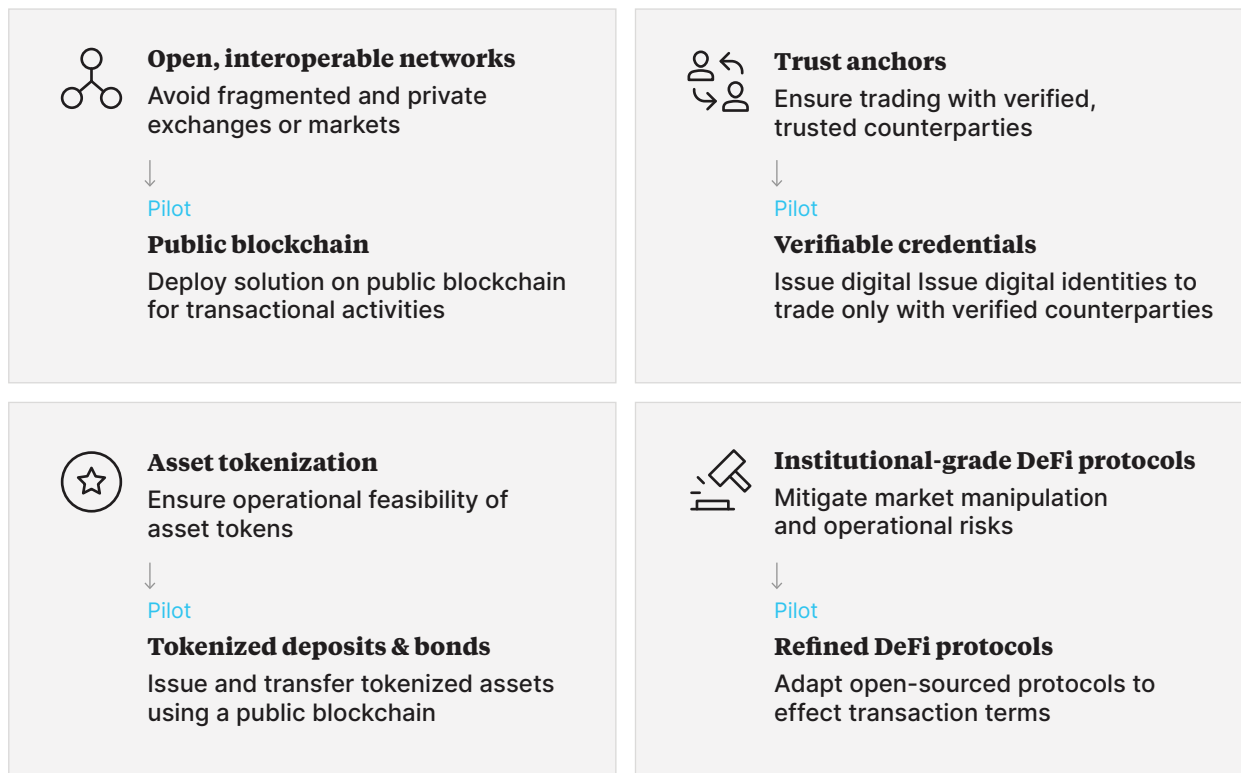 Open, interoperable networks
Avoid fragmented and private
exchanges or markets
Pilot
Public blockchain
Deploy solution on public blockchain
for transactional activities
Trust anchors
Ensure trading with verified,
trusted counterparties
Pilot
Verifiable credentials
Issue digital Issue digital identities to
trade only with verified counterparties
Asset tokenization
Ensure operational feasibility of
asset tokens
Pilot
Tokenized deposits & bonds
Issue and transfer tokenized assets
using a public blockchain
Institutional-grade DeFi protocols
Mitigate market manipulation
and operational risks
Pilot
Refined DeFi protocols
Adapt open-sourced protocols to
effect transaction terms